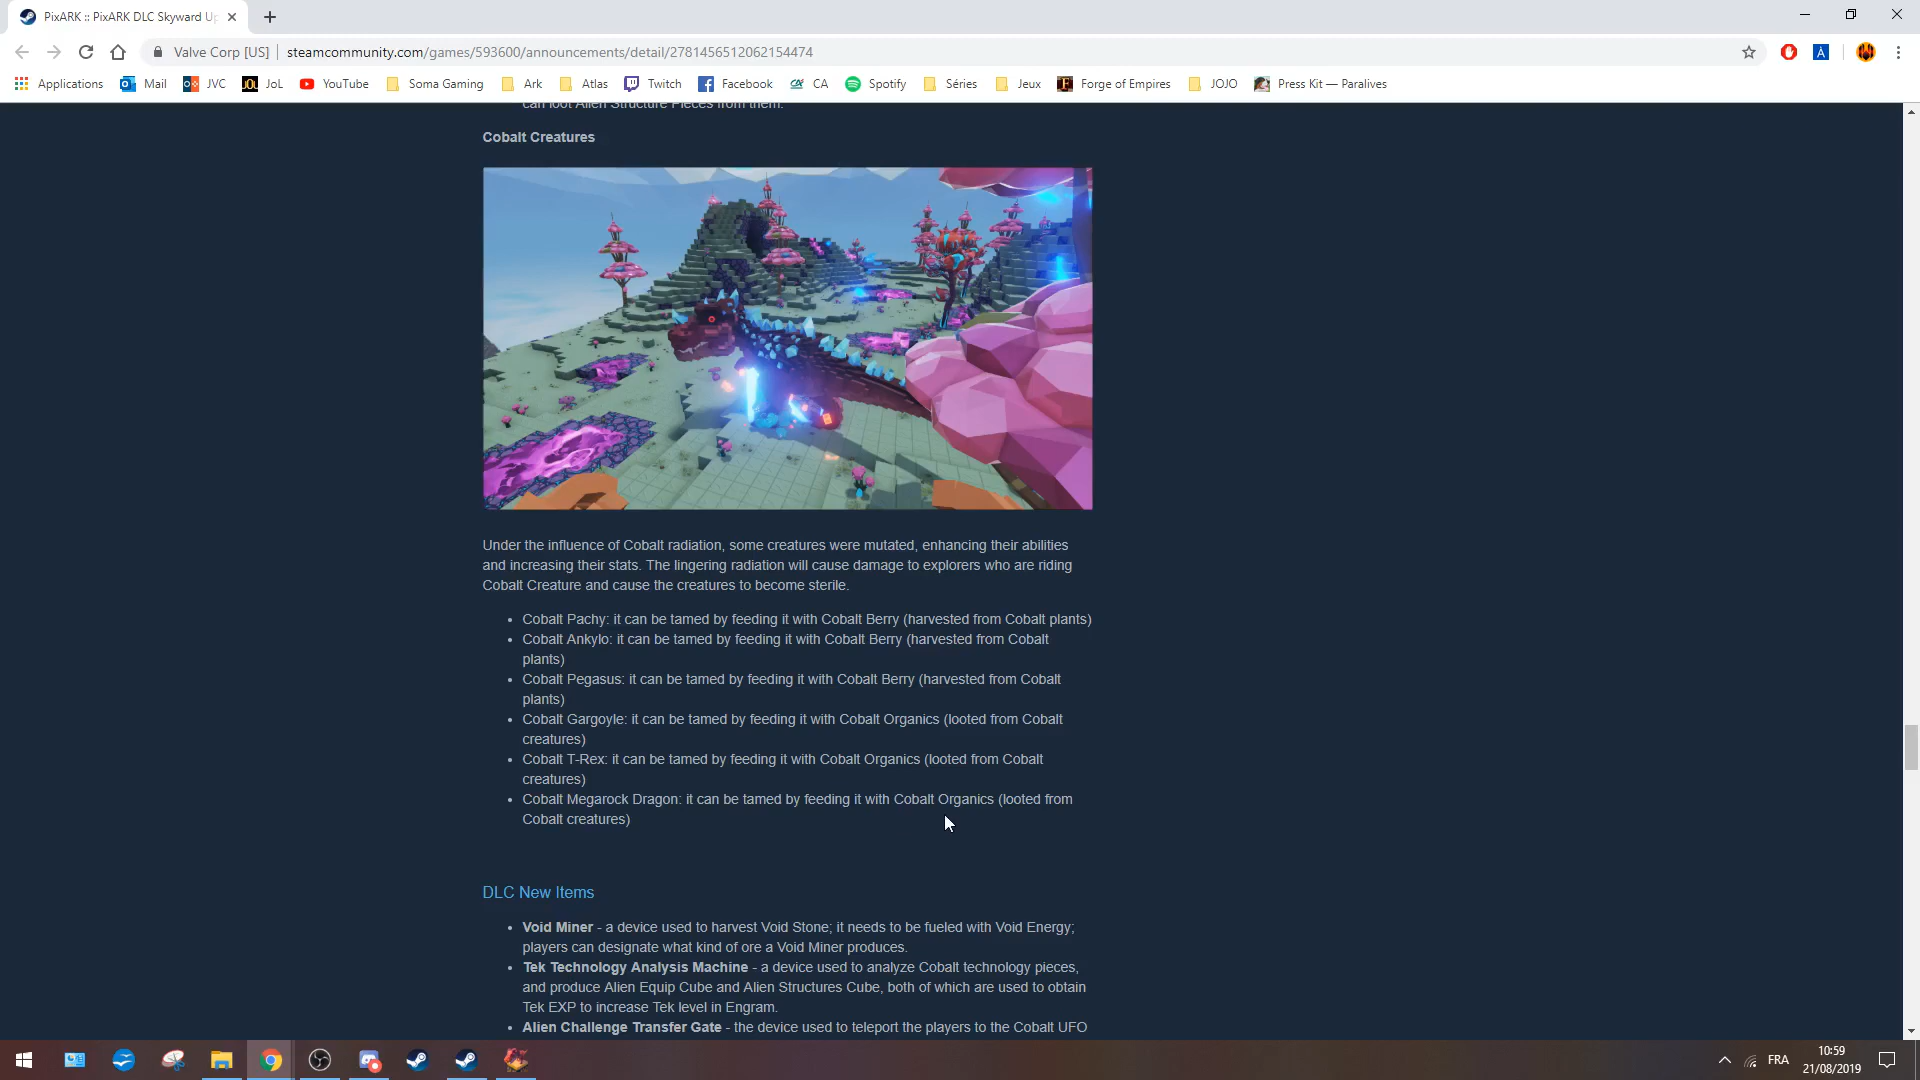 PixARK :: PixARK DLC Skyward Up
Valve Corp [US] | steamcommunity.com/games/593600/announcements/detail/2781456512062154474
Applications Mail JVC JoL YouTube Soma Gaming Ark Atlas Twitch Facebook CA Spotify Séries Jeux Forge of Empires JOJO Press Kit — Paralives
can loot Alien Structure Pieces from them.
Cobalt Creatures
Under the influence of Cobalt radiation, some creatures were mutated, enhancing their abilities
and increasing their stats. The lingering radiation will cause damage to explorers who are riding
Cobalt Creature and cause the creatures to become sterile.
• Cobalt Pachy: it can be tamed by feeding it with Cobalt Berry (harvested from Cobalt plants)
• Cobalt Ankylo: it can be tamed by feeding it with Cobalt Berry (harvested from Cobalt
plants)
• Cobalt Pegasus: it can be tamed by feeding it with Cobalt Berry (harvested from Cobalt
plants)
• Cobalt Gargoyle: it can be tamed by feeding it with Cobalt Organics (looted from Cobalt
creatures)
• Cobalt T-Rex: it can be tamed by feeding it with Cobalt Organics (looted from Cobalt
creatures)
• Cobalt Megarock Dragon: it can be tamed by feeding it with Cobalt Organics (looted from
Cobalt creatures)
DLC New Items
• Void Miner - a device used to harvest Void Stone; it needs to be fueled with Void Energy;
players can designate what kind of ore a Void Miner produces.
• Tek Technology Analysis Machine - a device used to analyze Cobalt technology pieces,
and produce Alien Equip Cube and Alien Structures Cube, both of which are used to obtain
Tek EXP to increase Tek level in Engram.
• Alien Challenge Transfer Gate - the device used to teleport the players to the Cobalt UFO
FRA
10:59
21/08/2019